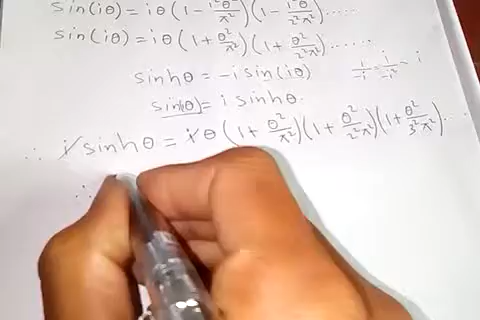 sin(iθ) = iθ (1 - i²θ²/π²)(1 - i²θ²/2²π²).....
sin(iθ) = iθ (1 + θ²/π²)(1 + θ²/2²π²)......
sinhθ = -i sin(iθ)
1/-i = i/-i² = i
sin(iθ) = i sinhθ.
∴ i sinhθ = iθ (1 + θ²/π²)(1 + θ²/2²π²)(1 + θ²/3²π²)...
∴